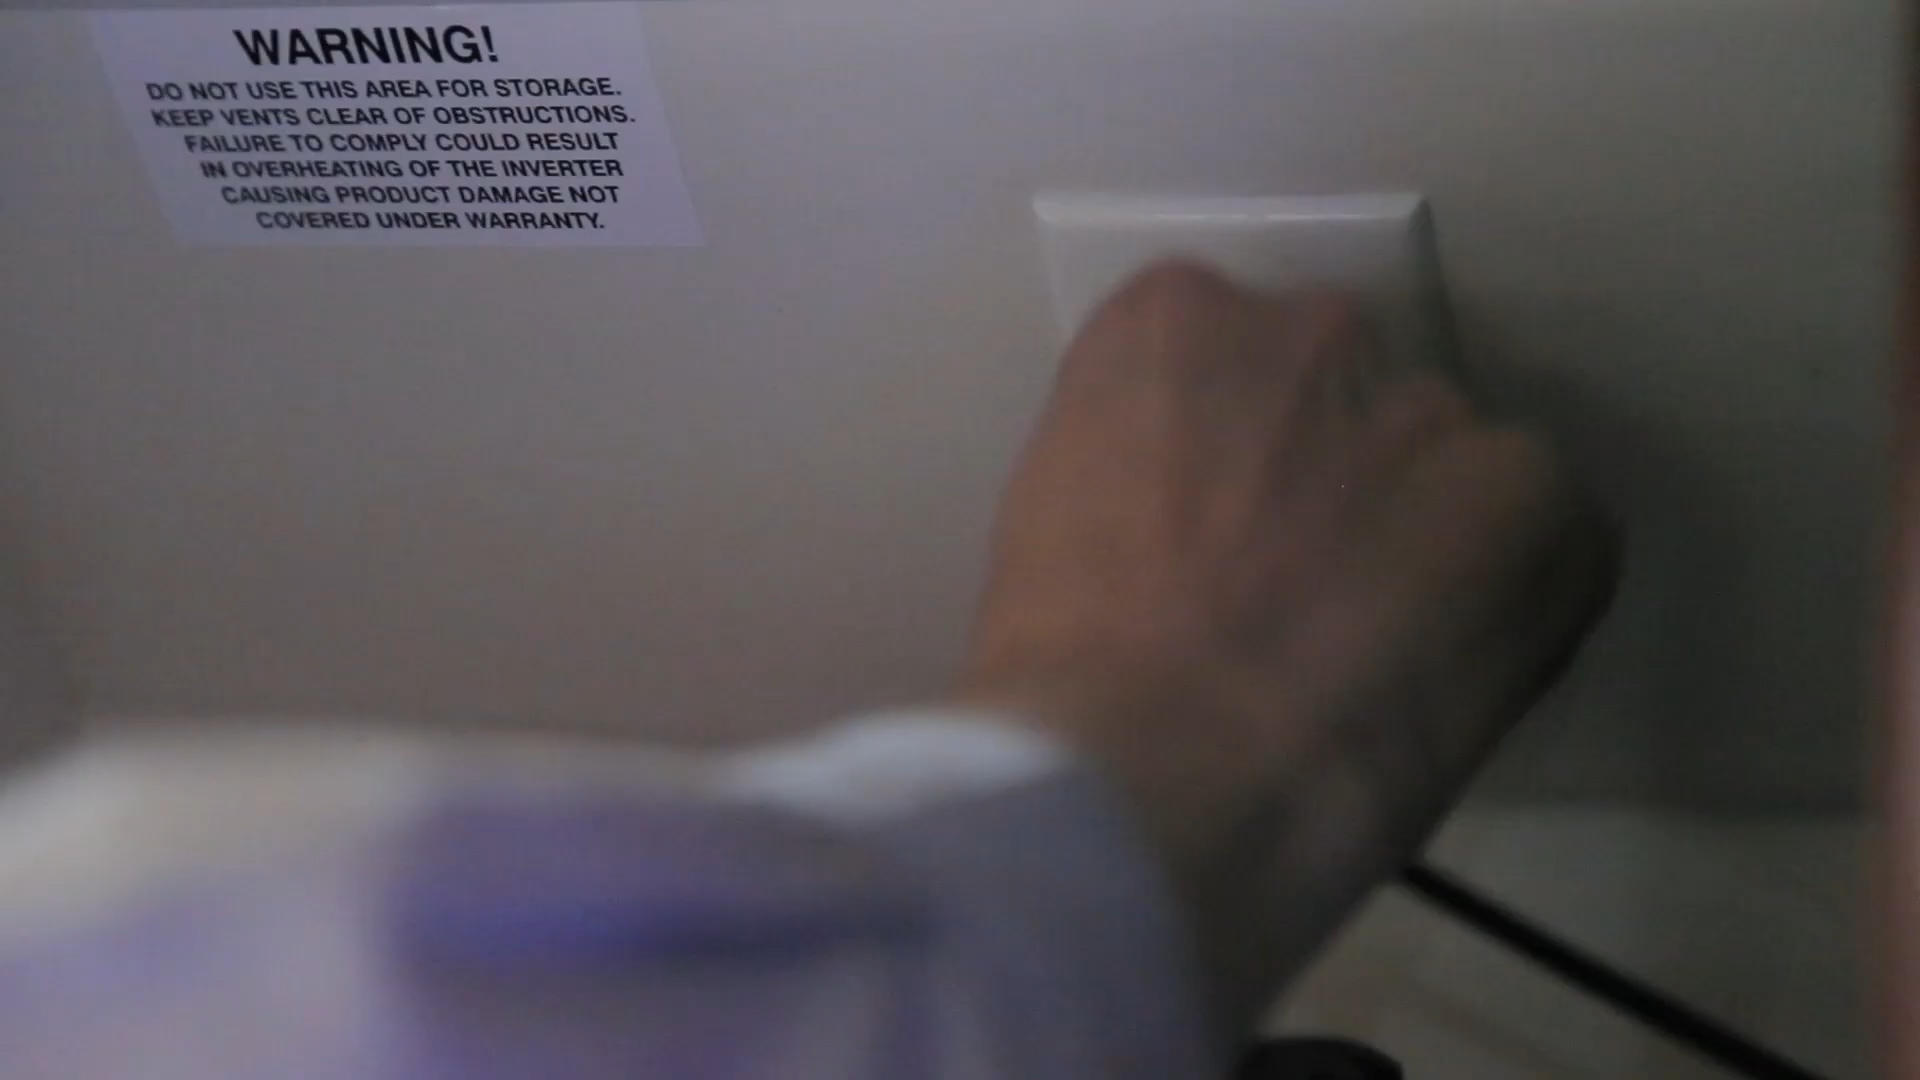 WARNING!
DO NOT USE THIS AREA FOR STORAGE.
KEEP VENTS CLEAR OF OBSTRUCTIONS.
FAILURE TO COMPLY COULD RESULT
IN OVERHEATING OF THE INVERTER
CAUSING PRODUCT DAMAGE NOT
COVERED UNDER WARRANTY.